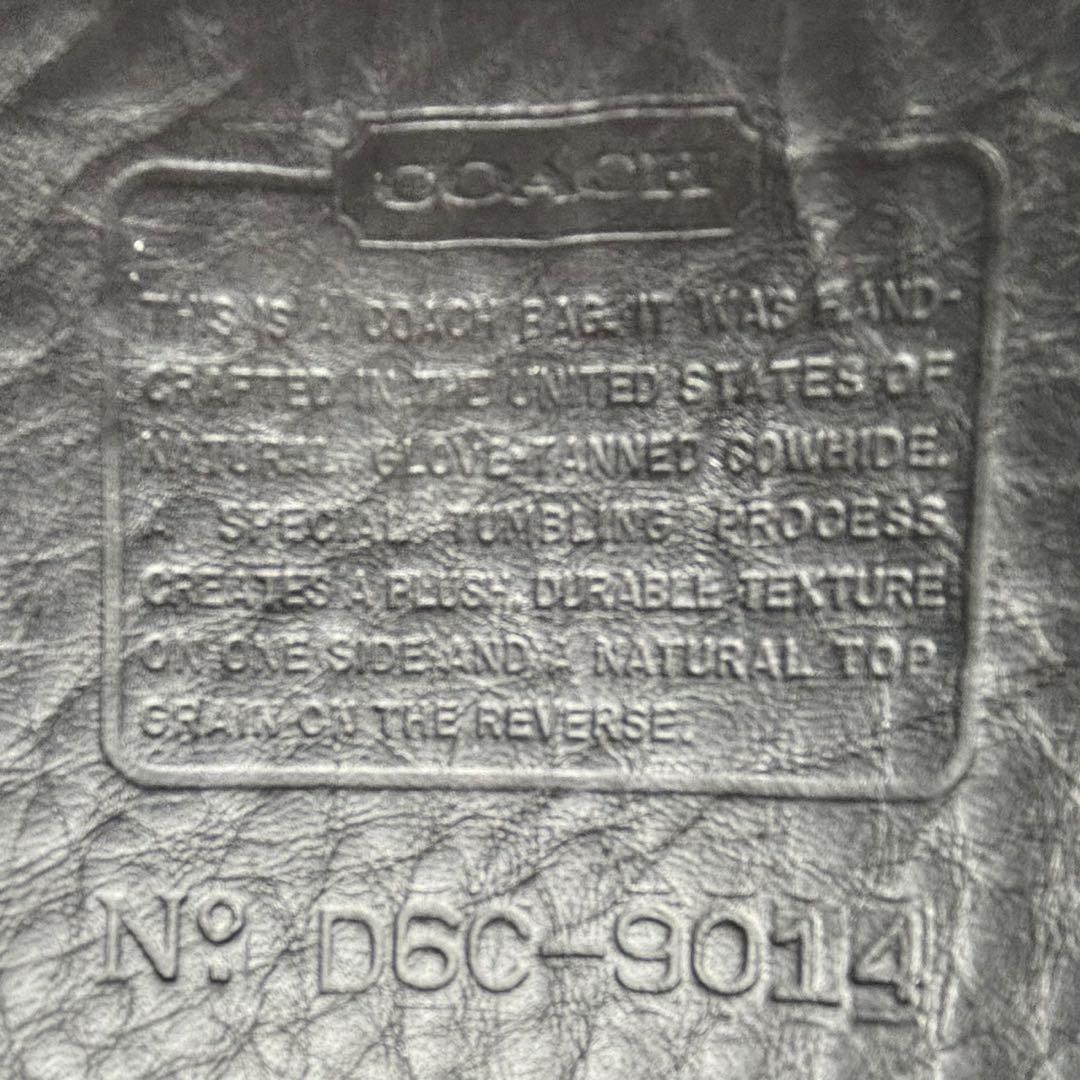 COACH
THIS IS A COACH BAG. IT WAS HAND-
CRAFTED IN THE UNITED STATES OF
NATURAL GLOVE-TANNED COWHIDE.
A SPECIAL TUMBLING PROCESS
CREATES A PLUSH, DURABLE TEXTURE
ON ONE SIDE AND A NATURAL TOP
GRAIN ON THE REVERSE.
Nº. D6C-9014